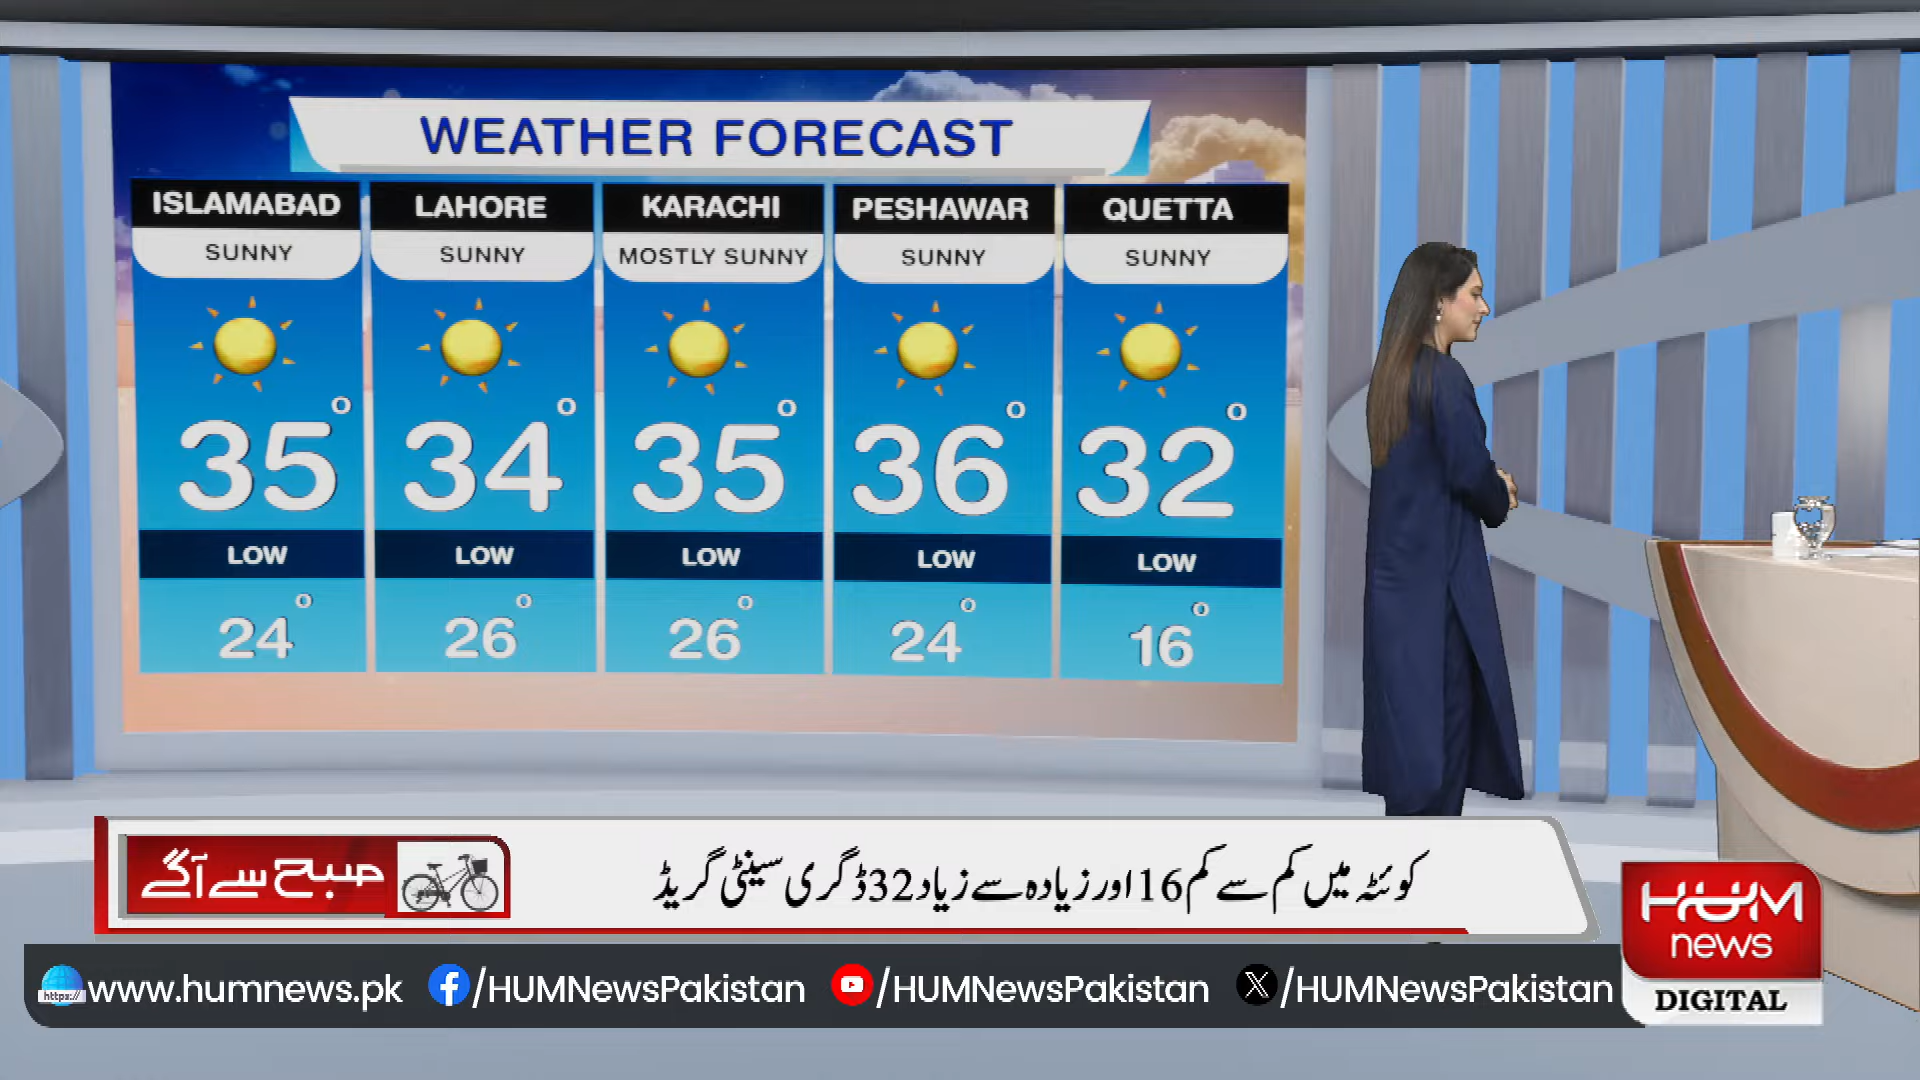 WEATHER FORECAST
ISLAMABAD
SUNNY
35°
LOW
24°
LAHORE
SUNNY
34°
LOW
26°
KARACHI
MOSTLY SUNNY
35°
LOW
26°
PESHAWAR
SUNNY
36°
LOW
24°
QUETTA
SUNNY
32°
LOW
16°
صبح سے آگے
کوئٹہ میں کم سے کم 16 اور زیادہ سے زیاد 32 ڈگری سینٹی گریڈ
HUM
news
DIGITAL
https://
www.humnews.pk
/HUMNewsPakistan
/HUMNewsPakistan
/HUMNewsPakistan